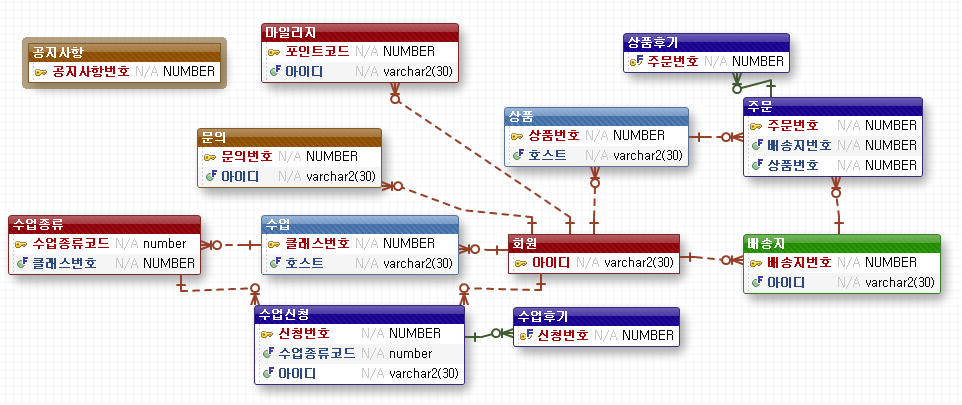 공지사항
공지사항번호 N/A NUMBER
마일리지
포인트코드 N/A NUMBER
아이디 N/A varchar2(30)
상품후기
주문번호 N/A NUMBER
문의
문의번호 N/A NUMBER
아이디 N/A varchar2(30)
상품
상품번호 N/A NUMBER
호스트 N/A varchar2(30)
주문
주문번호 N/A NUMBER
배송지번호 N/A NUMBER
상품번호 N/A NUMBER
수업종류
수업종류코드 N/A number
클래스번호 N/A NUMBER
수업
클래스번호 N/A NUMBER
호스트 N/A varchar2(30)
회원
아이디 N/A varchar2(30)
배송지
배송지번호 N/A NUMBER
아이디 N/A varchar2(30)
수업신청
신청번호 N/A NUMBER
수업종류코드 N/A number
아이디 N/A varchar2(30)
수업후기
신청번호 N/A NUMBER